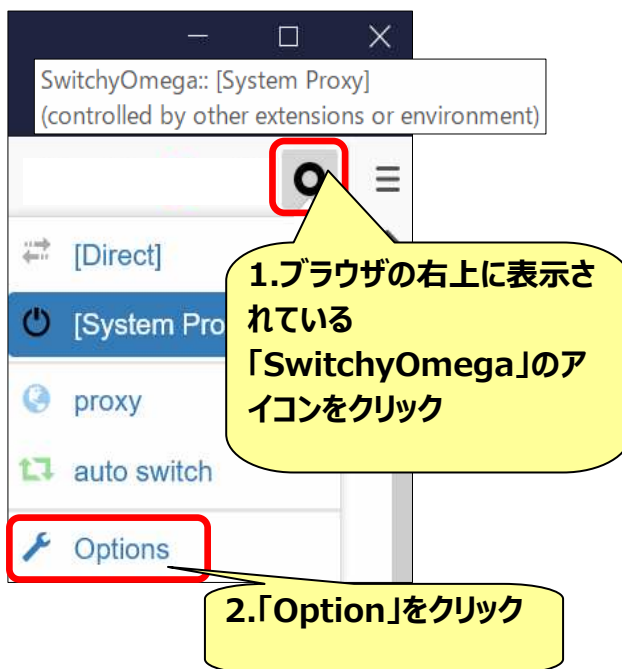 SwitchyOmega:: [System Proxy]
(controlled by other extensions or environment)
[Direct]
[System Pro
proxy
auto switch
Options
1.ブラウザの右上に表示さ
れている
「SwitchyOmega」のア
イコンをクリック
2.「Option」をクリック